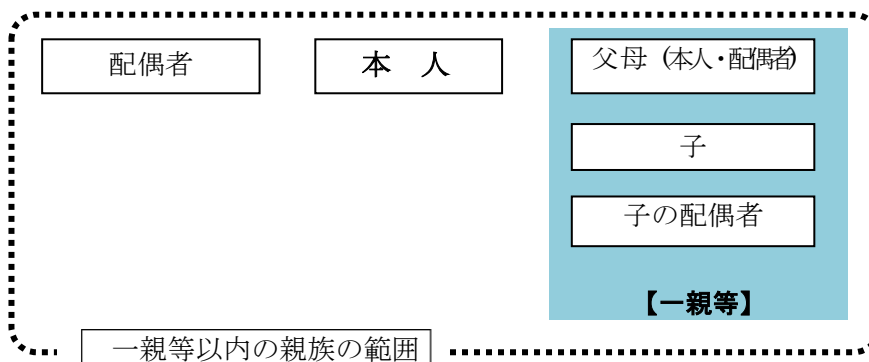 配偶者
本 人
父母 (本人・配偶者)
子
子の配偶者
【一親等】
一親等以内の親族の範囲